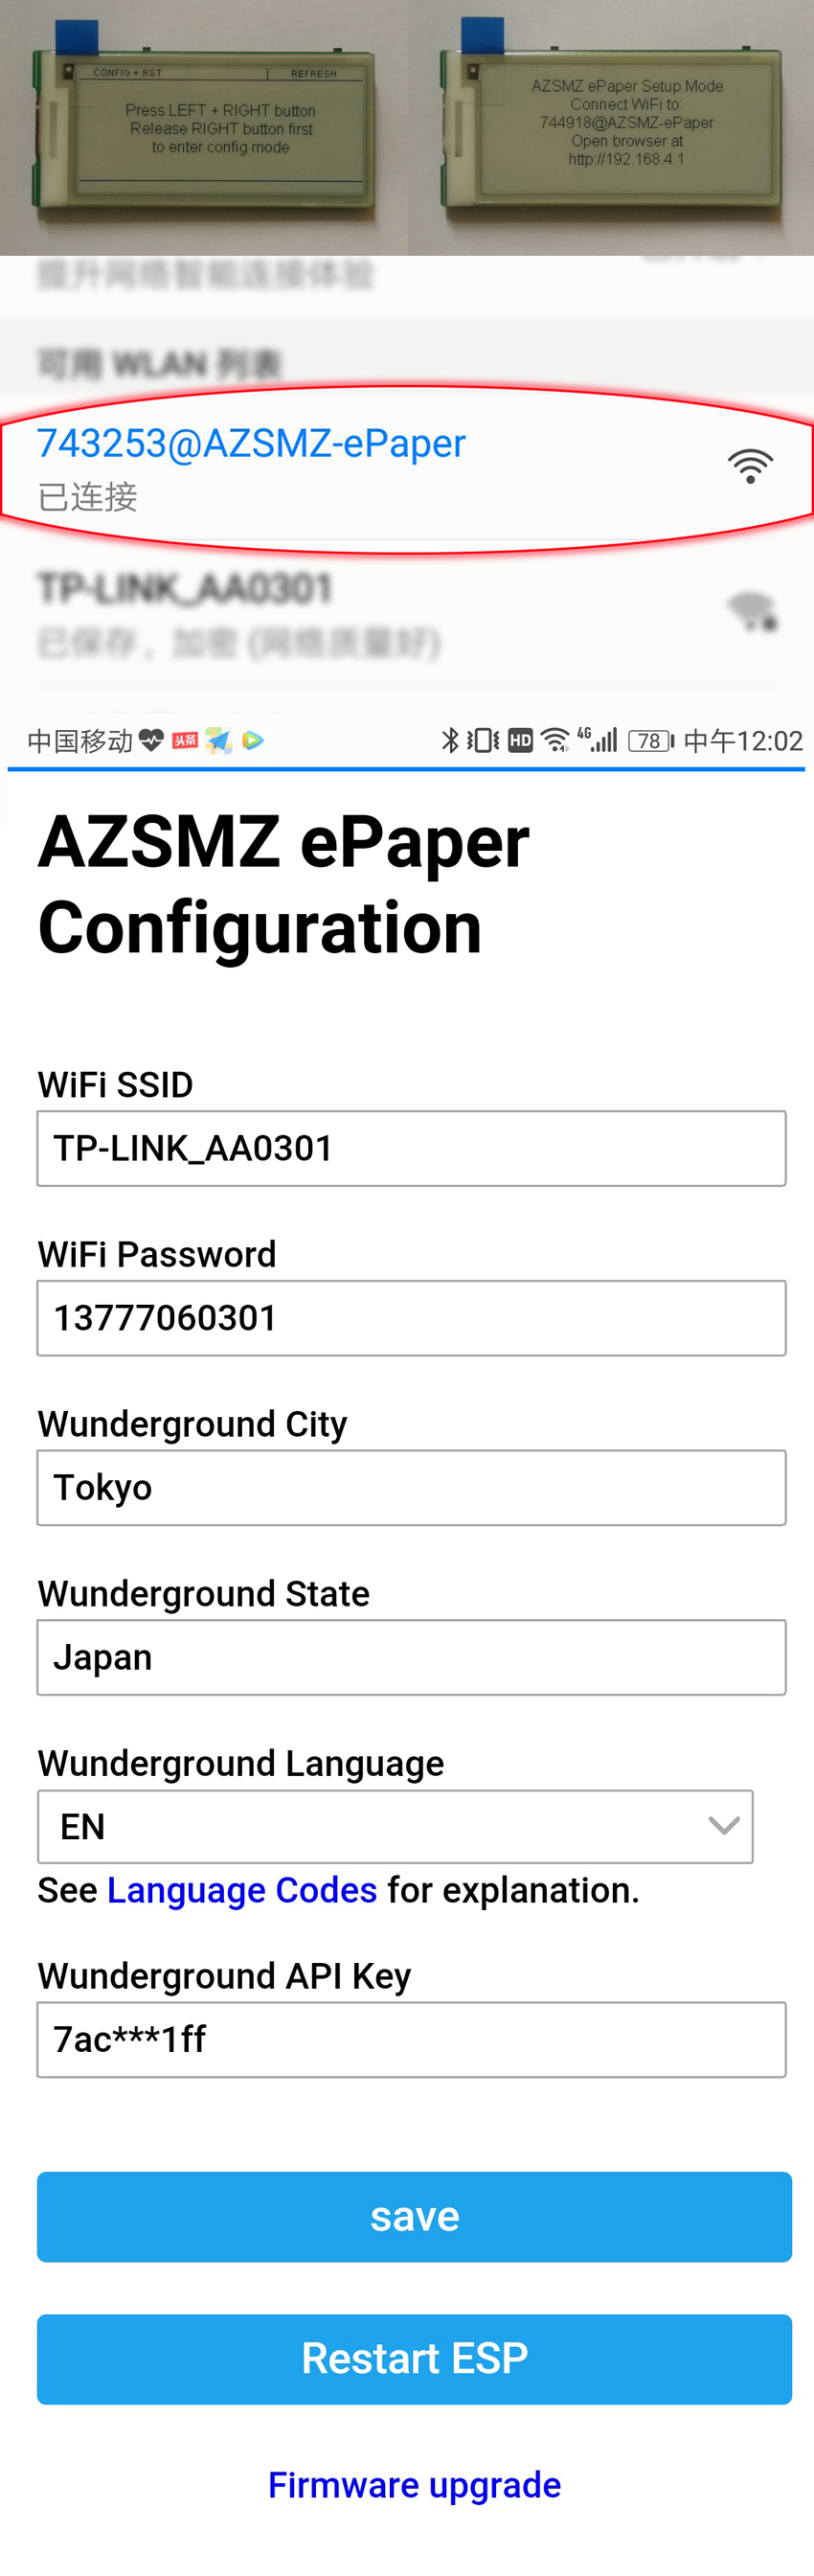 CONFIG + RST | REFRESH
Press LEFT + RIGHT button
Release RIGHT button first
to enter config mode
AZSMZ ePaper Setup Mode
Connect WiFi to:
744918@AZSMZ-ePaper
Open browser at
http://192.168.4.1
提升网络智能连接体验
可用 WLAN 列表
743253@AZSMZ-ePaper
已连接
TP-LINK_AA0301
已保存，加密 (网络质量好)
中国移动 头条 HD 4G 78 中午12:02
AZSMZ ePaper
Configuration
WiFi SSID
TP-LINK_AA0301
WiFi Password
13777060301
Wunderground City
Tokyo
Wunderground State
Japan
Wunderground Language
EN
See Language Codes for explanation.
Wunderground API Key
7ac***1ff
save
Restart ESP
Firmware upgrade